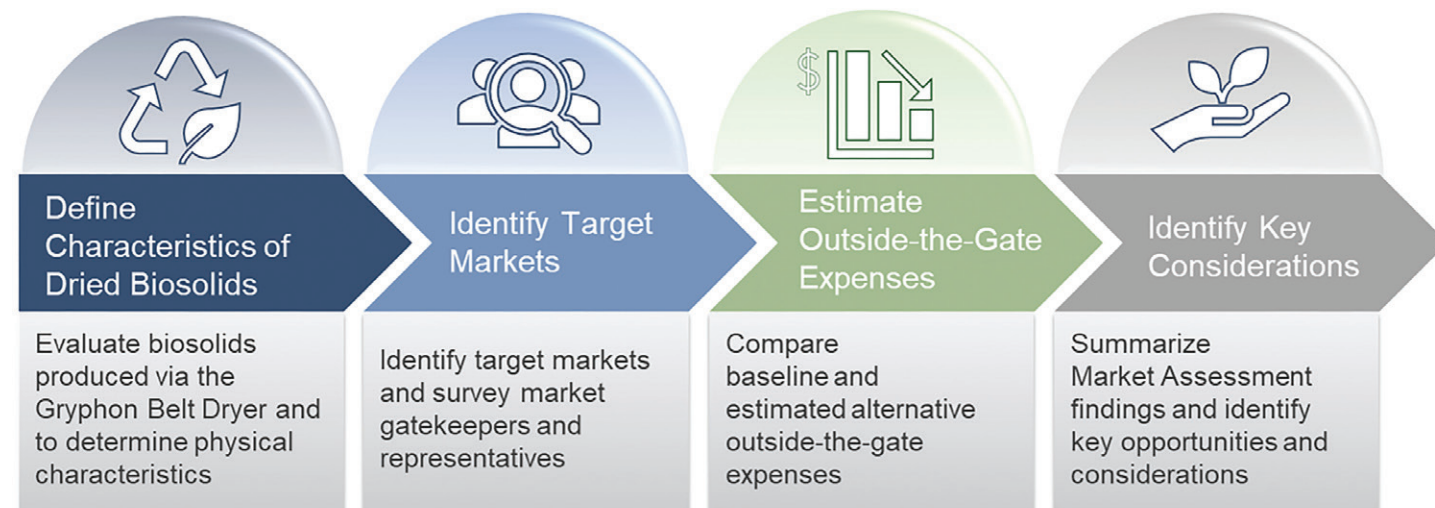 $
Define
Characteristics of
Dried Biosolids
Evaluate biosolids
produced via the
Gryphon Belt Dryer and
to determine physical
characteristics
Identify Target
Markets
Identify target markets
and survey market
gatekeepers and
representatives
Estimate
Outside-the-Gate
Expenses
Compare
baseline and
estimated alternative
outside-the-gate
expenses
Identify Key
Considerations
Summarize
Market Assessment
findings and identify
key opportunities and
considerations